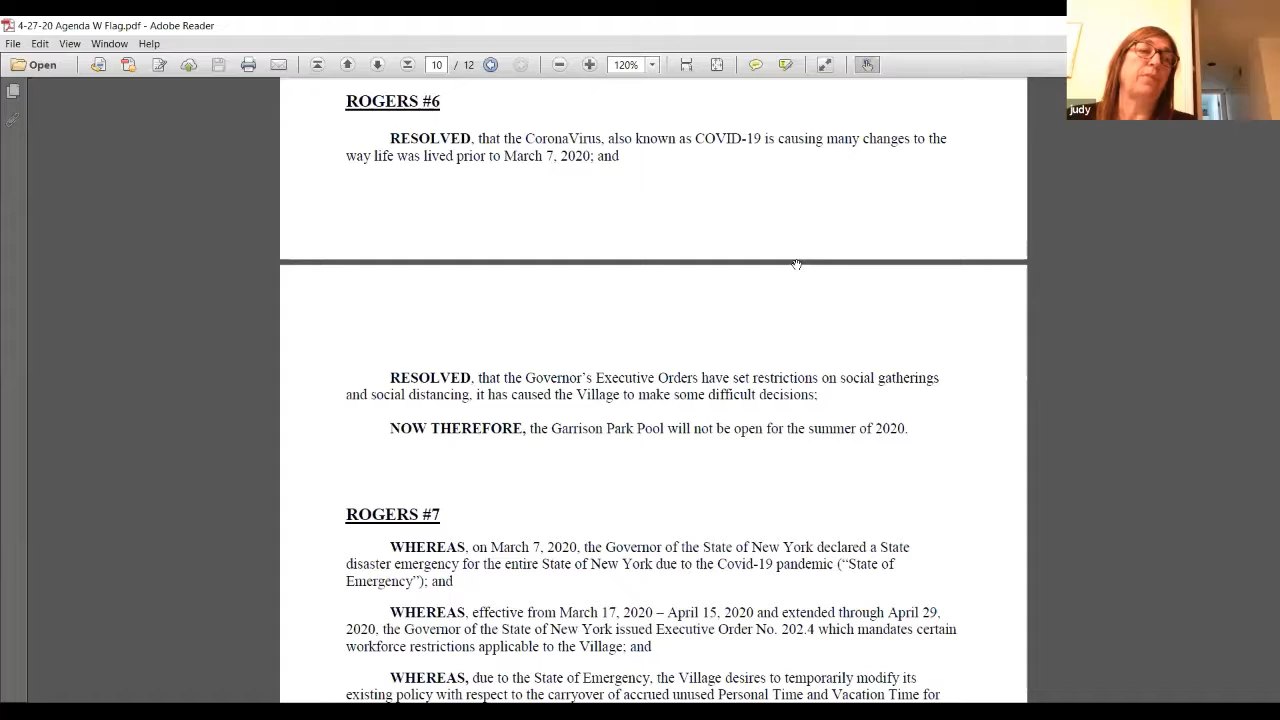 4-27-20 Agenda W Flag.pdf - Adobe Reader
File Edit View Window Help
Open 10 / 12 120%
judy
ROGERS #6
RESOLVED, that the CoronaVirus, also known as COVID-19 is causing many changes to the
way life was lived prior to March 7, 2020; and
RESOLVED, that the Governor's Executive Orders have set restrictions on social gatherings
and social distancing, it has caused the Village to make some difficult decisions;
NOW THEREFORE, the Garrison Park Pool will not be open for the summer of 2020.
ROGERS #7
WHEREAS, on March 7, 2020, the Governor of the State of New York declared a State
disaster emergency for the entire State of New York due to the Covid-19 pandemic (“State of
Emergency”); and
WHEREAS, effective from March 17, 2020 – April 15, 2020 and extended through April 29,
2020, the Governor of the State of New York issued Executive Order No. 202.4 which mandates certain
workforce restrictions applicable to the Village; and
WHEREAS, due to the State of Emergency, the Village desires to temporarily modify its
existing policy with respect to the carryover of accrued unused Personal Time and Vacation Time for